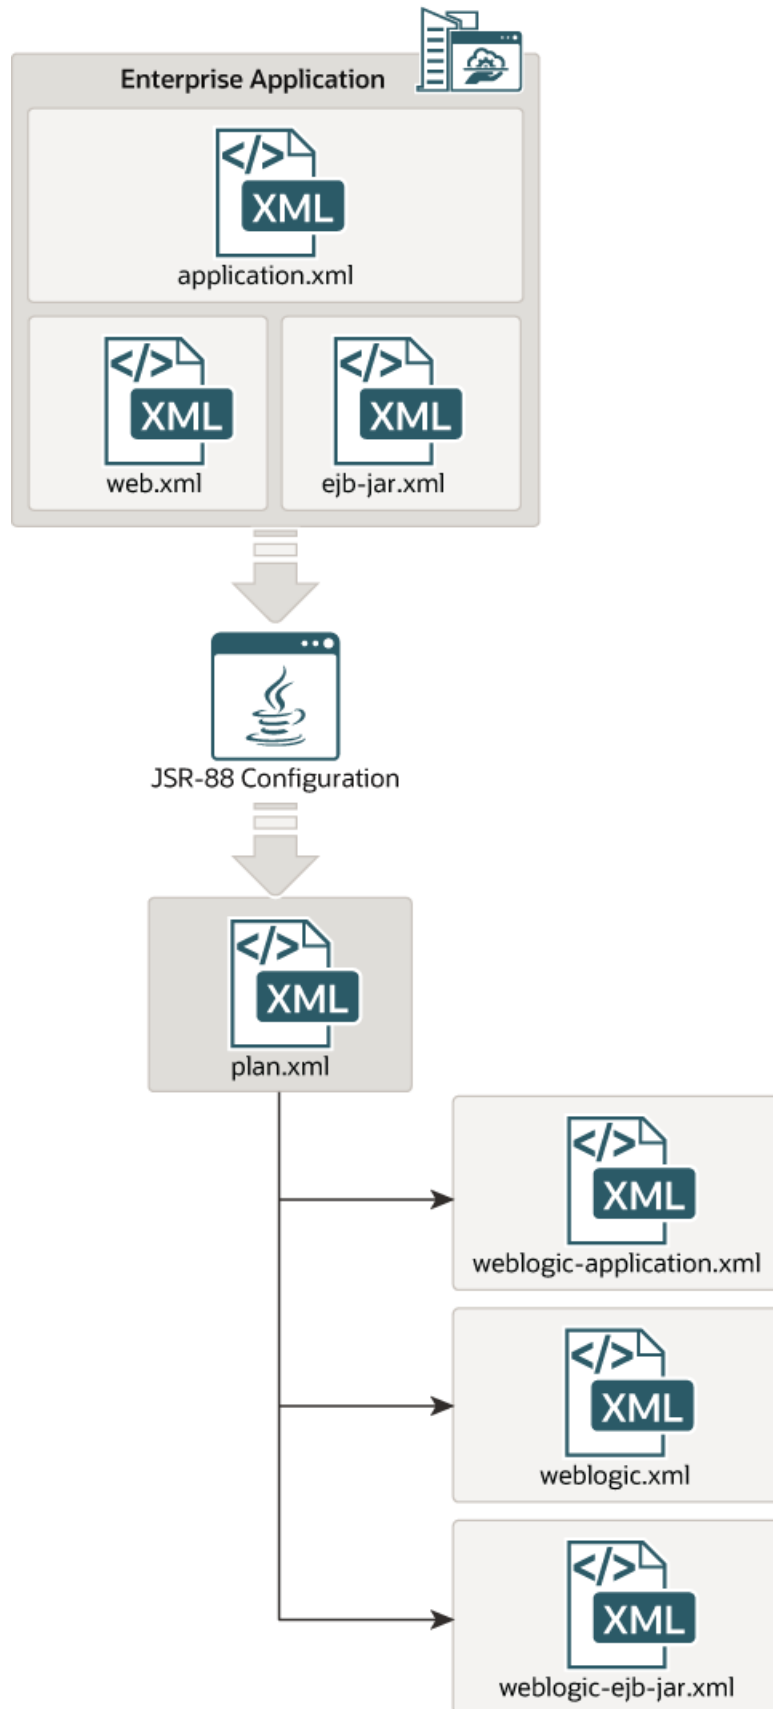 Enterprise Application
</>
XML
application.xml
</>
XML
web.xml
</>
XML
ejb-jar.xml
JSR-88 Configuration
</>
XML
plan.xml
</>
XML
weblogic-application.xml
</>
XML
weblogic.xml
</>
XML
weblogic-ejb-jar.xml